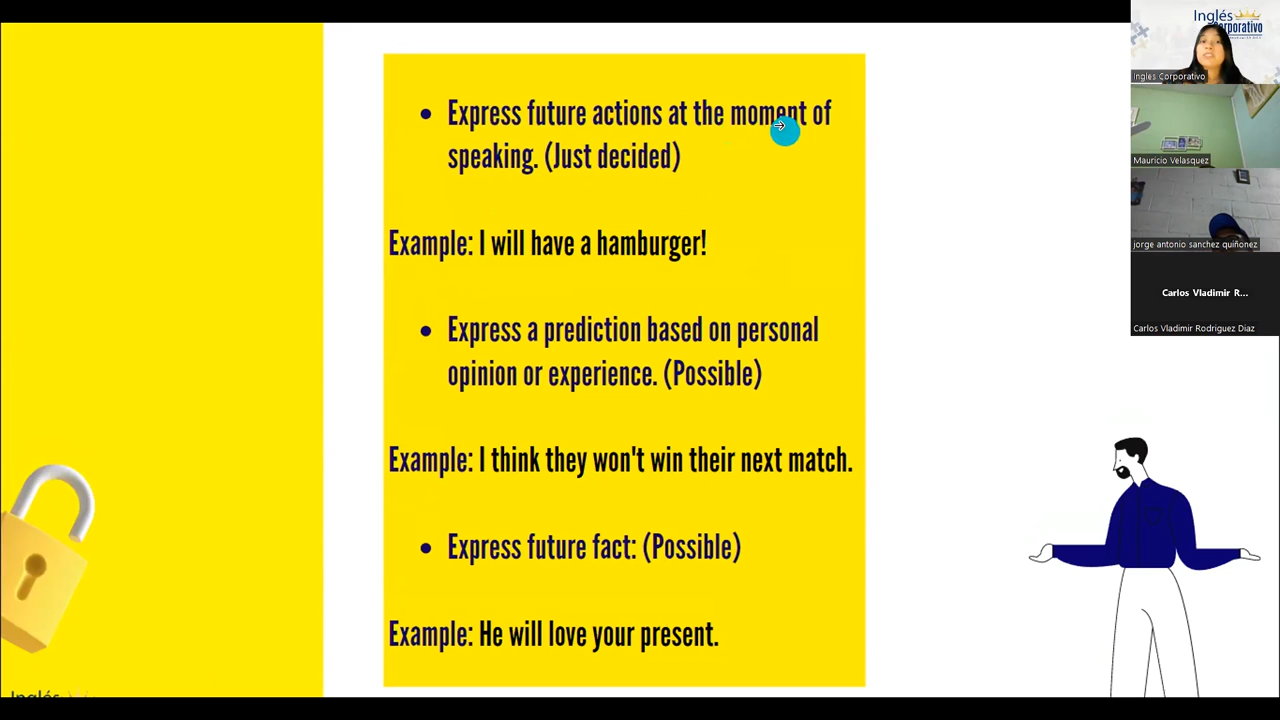 Express future actions at the moment of
speaking. (Just decided)
Example: I will have a hamburger!
Express a prediction based on personal
opinion or experience. (Possible)
Example: I think they won't win their next match.
Express future fact: (Possible)
Example: He will love your present.
Inglés
Inglés
Corporativo
Ingles Corporativo
Mauricio Velasquez
jorge antonio sanchez quiñonez
Carlos Vladimir R...
Carlos Vladimir Rodriguez Diaz